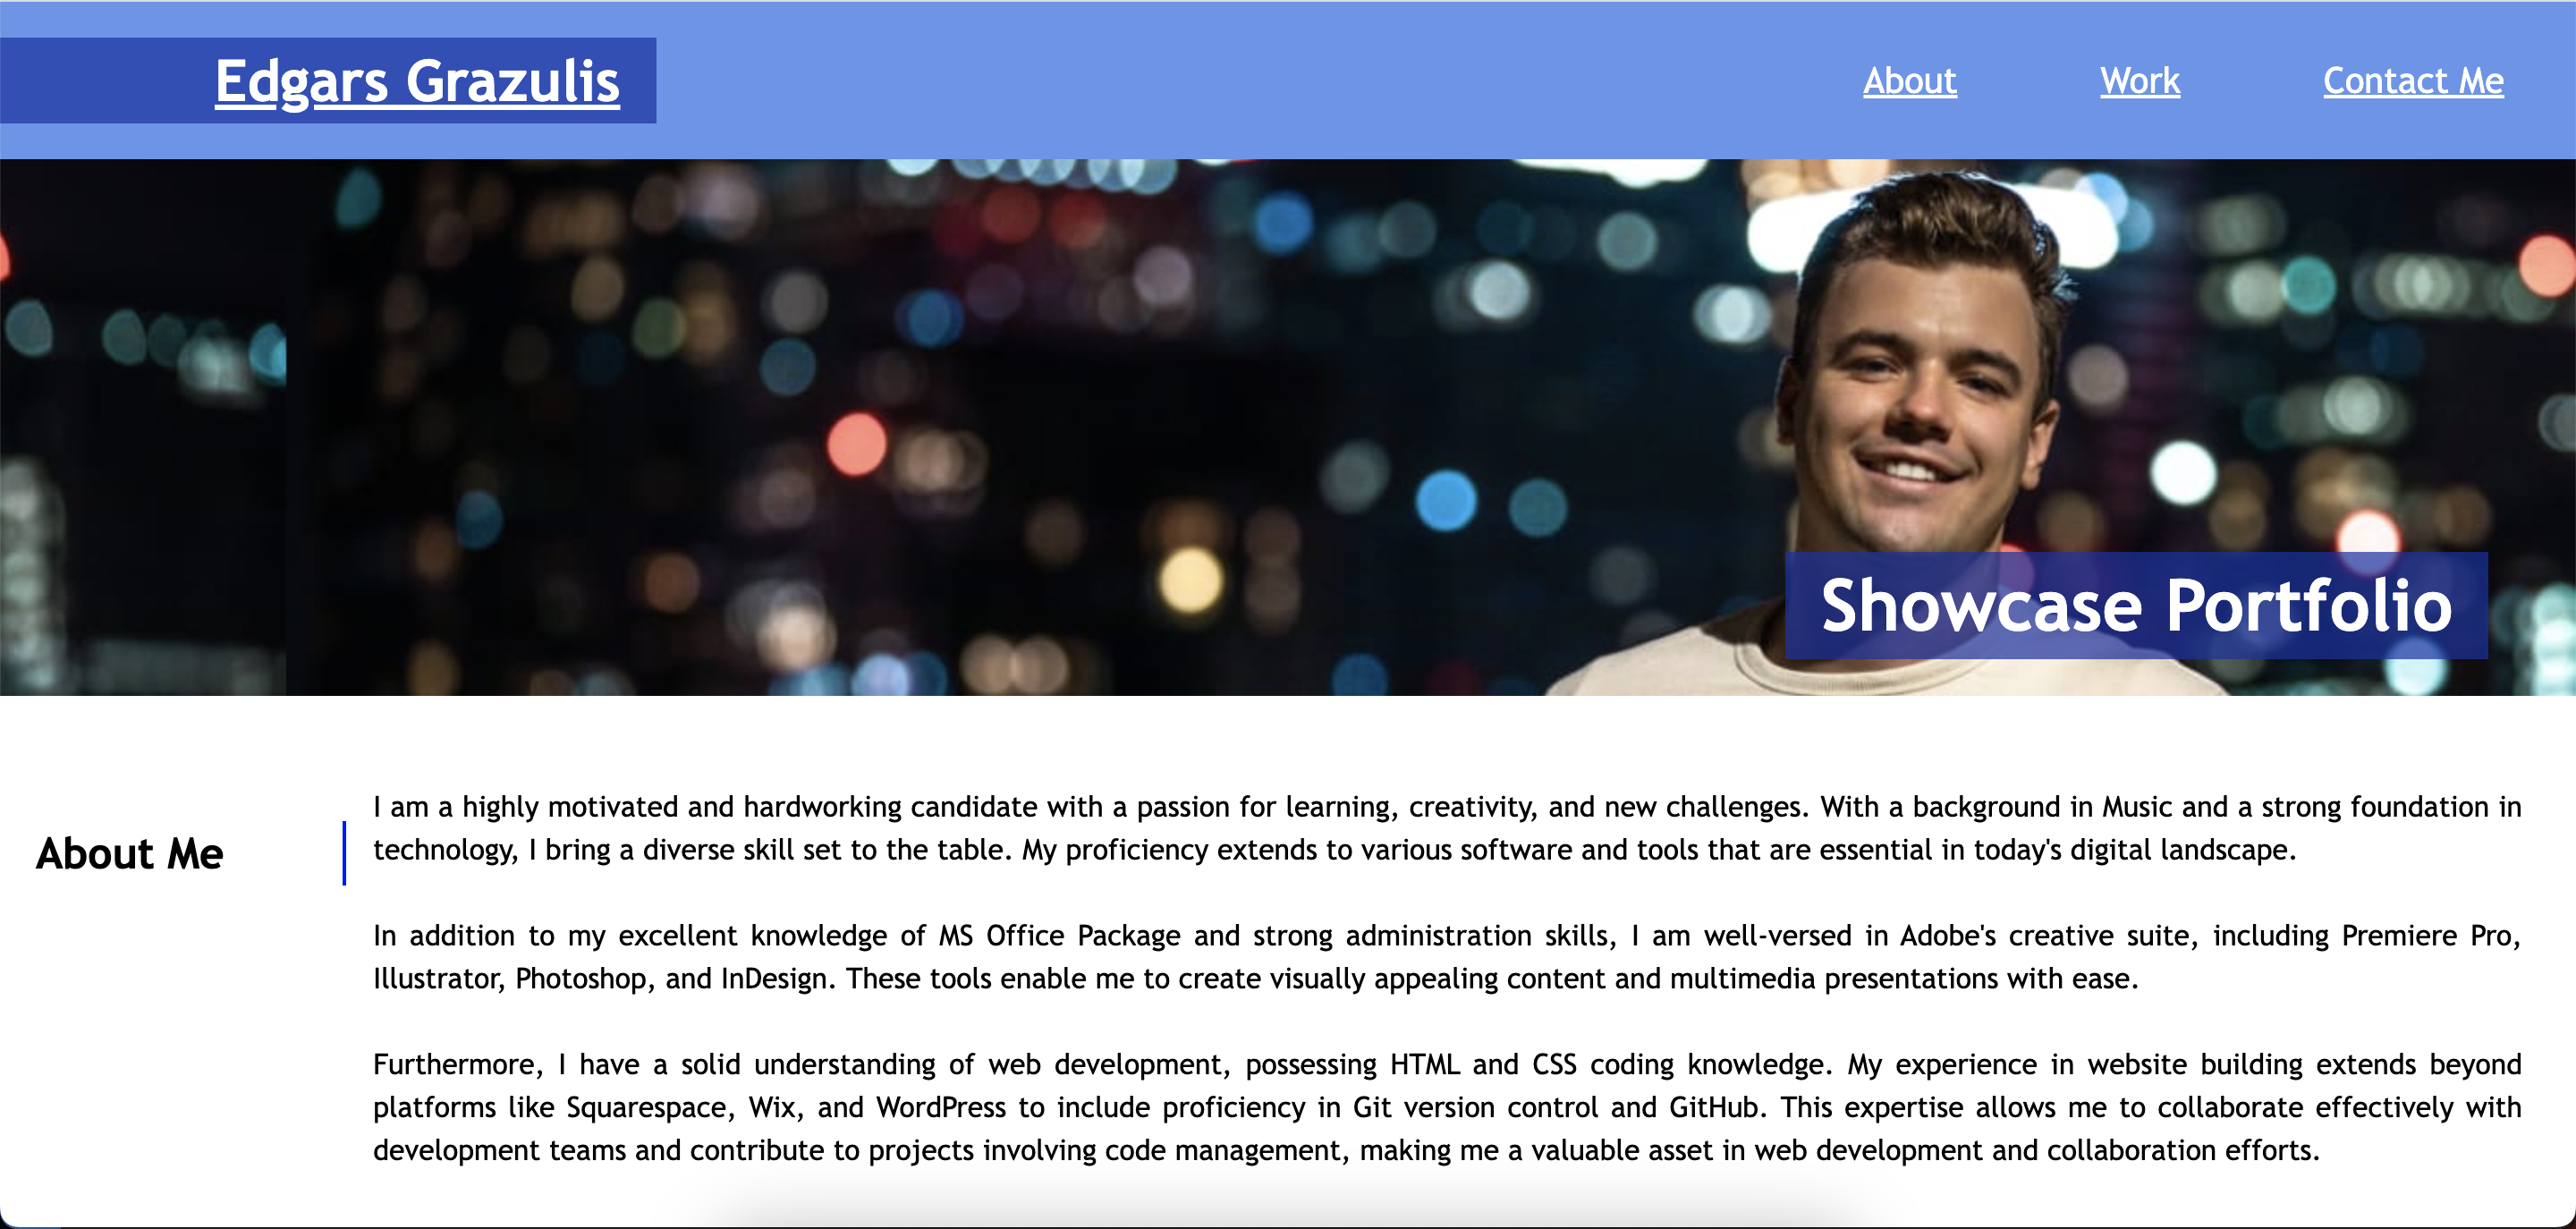 Edgars Grazulis
About
Work
Contact Me
Showcase Portfolio
About Me
I am a highly motivated and hardworking candidate with a passion for learning, creativity, and new challenges. With a background in Music and a strong foundation in
technology, I bring a diverse skill set to the table. My proficiency extends to various software and tools that are essential in today's digital landscape.
In addition to my excellent knowledge of MS Office Package and strong administration skills, I am well-versed in Adobe's creative suite, including Premiere Pro,
Illustrator, Photoshop, and InDesign. These tools enable me to create visually appealing content and multimedia presentations with ease.
Furthermore, I have a solid understanding of web development, possessing HTML and CSS coding knowledge. My experience in website building extends beyond
platforms like Squarespace, Wix, and WordPress to include proficiency in Git version control and GitHub. This expertise allows me to collaborate effectively with
development teams and contribute to projects involving code management, making me a valuable asset in web development and collaboration efforts.